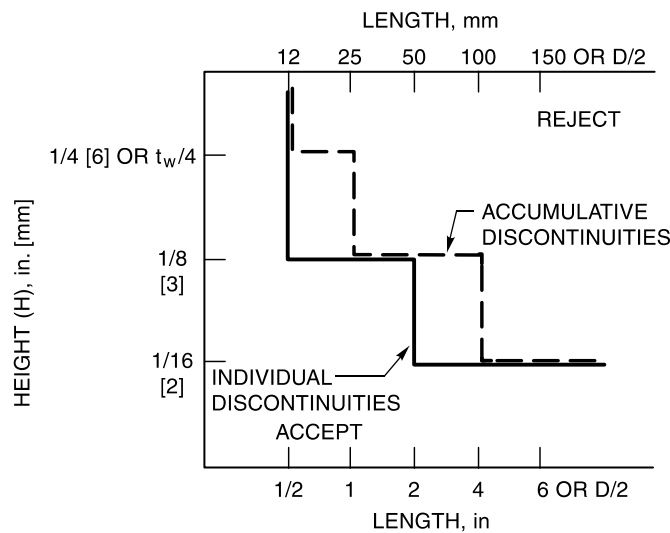 LENGTH, mm
12 25 50 100 150 OR D/2
REJECT
1/4 [6] OR tw/4
ACCUMULATIVE
DISCONTINUITIES
HEIGHT (H), in. [mm]
1/8
[3]
1/16
[2]
INDIVIDUAL
DISCONTINUITIES
ACCEPT
1/2 1 2 4 6 OR D/2
LENGTH, in